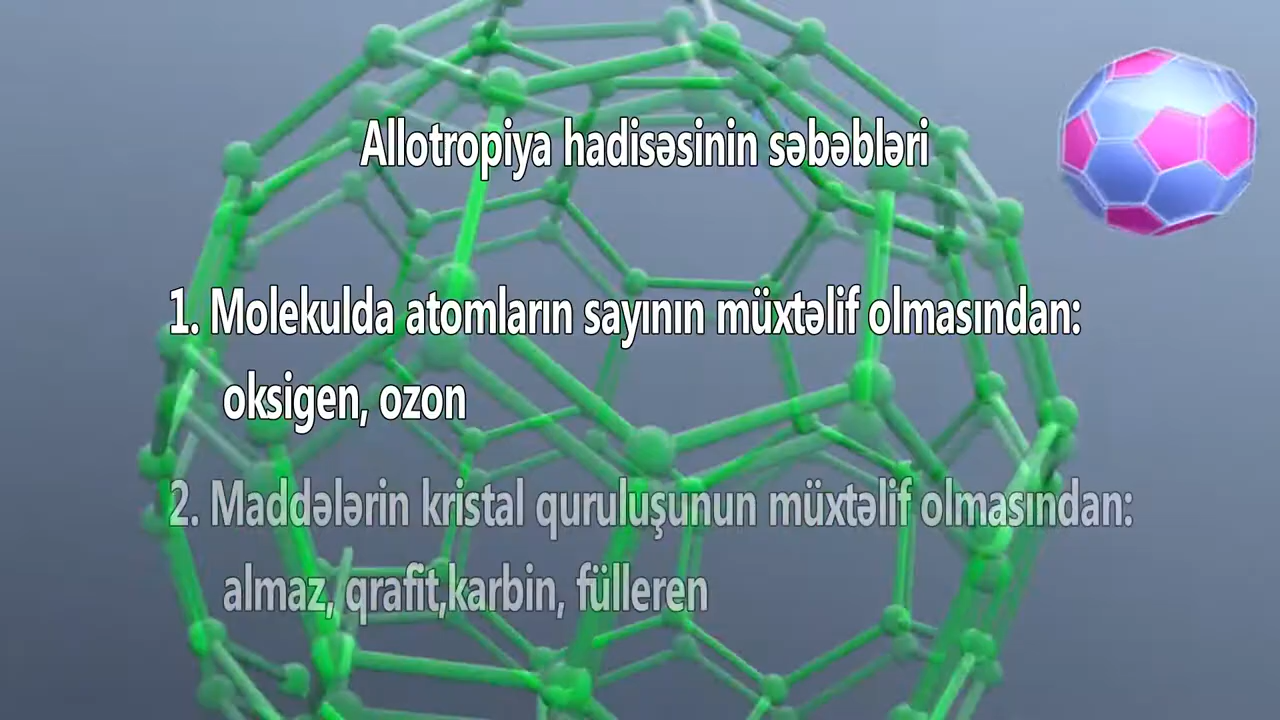 Allotropiya hadisəsinin səbəbləri
1. Molekulda atomların sayının müxtəlif olmasından:
oksigen, ozon
2. Maddələrin kristal quruluşunun müxtəlif olmasından:
almaz, qrafit,karbin, fülleren